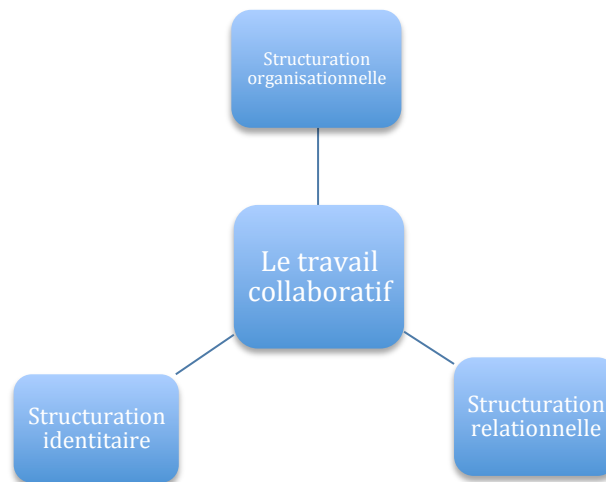 Structuration
organisationnelle
Le travail
collaboratif
Structuration
identitaire
Structuration
relationnelle